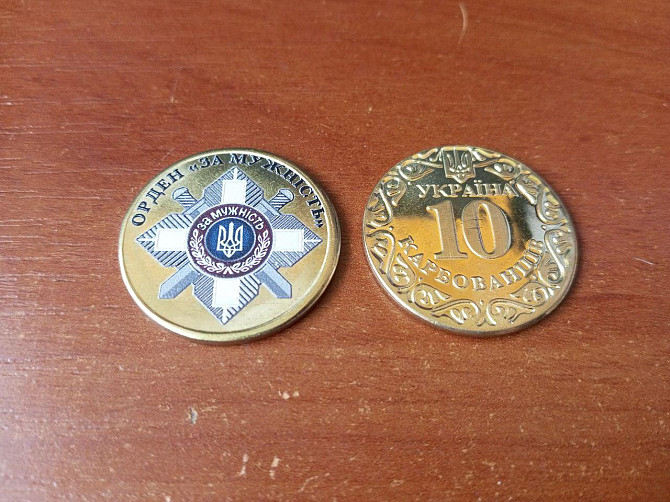 ОРДЕН «ЗА МУЖНІСТЬ»
ЗА МУЖНІСТЬ
УКРАЇНА
10
КАРБОВАНЦІВ